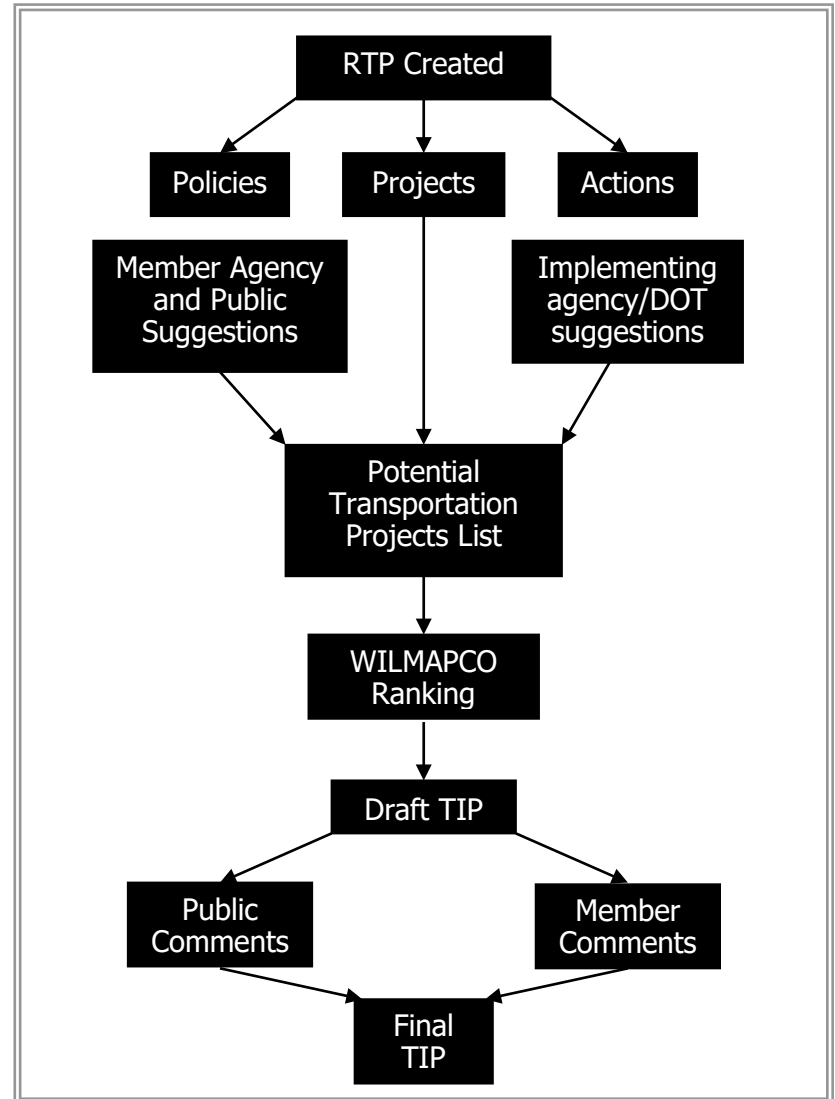 RTP Created
Policies
Projects
Actions
Member Agency
and Public
Suggestions
Implementing
agency/DOT
suggestions
Potential
Transportation
Projects List
WILMAPCO
Ranking
Draft TIP
Public
Comments
Member
Comments
Final
TIP